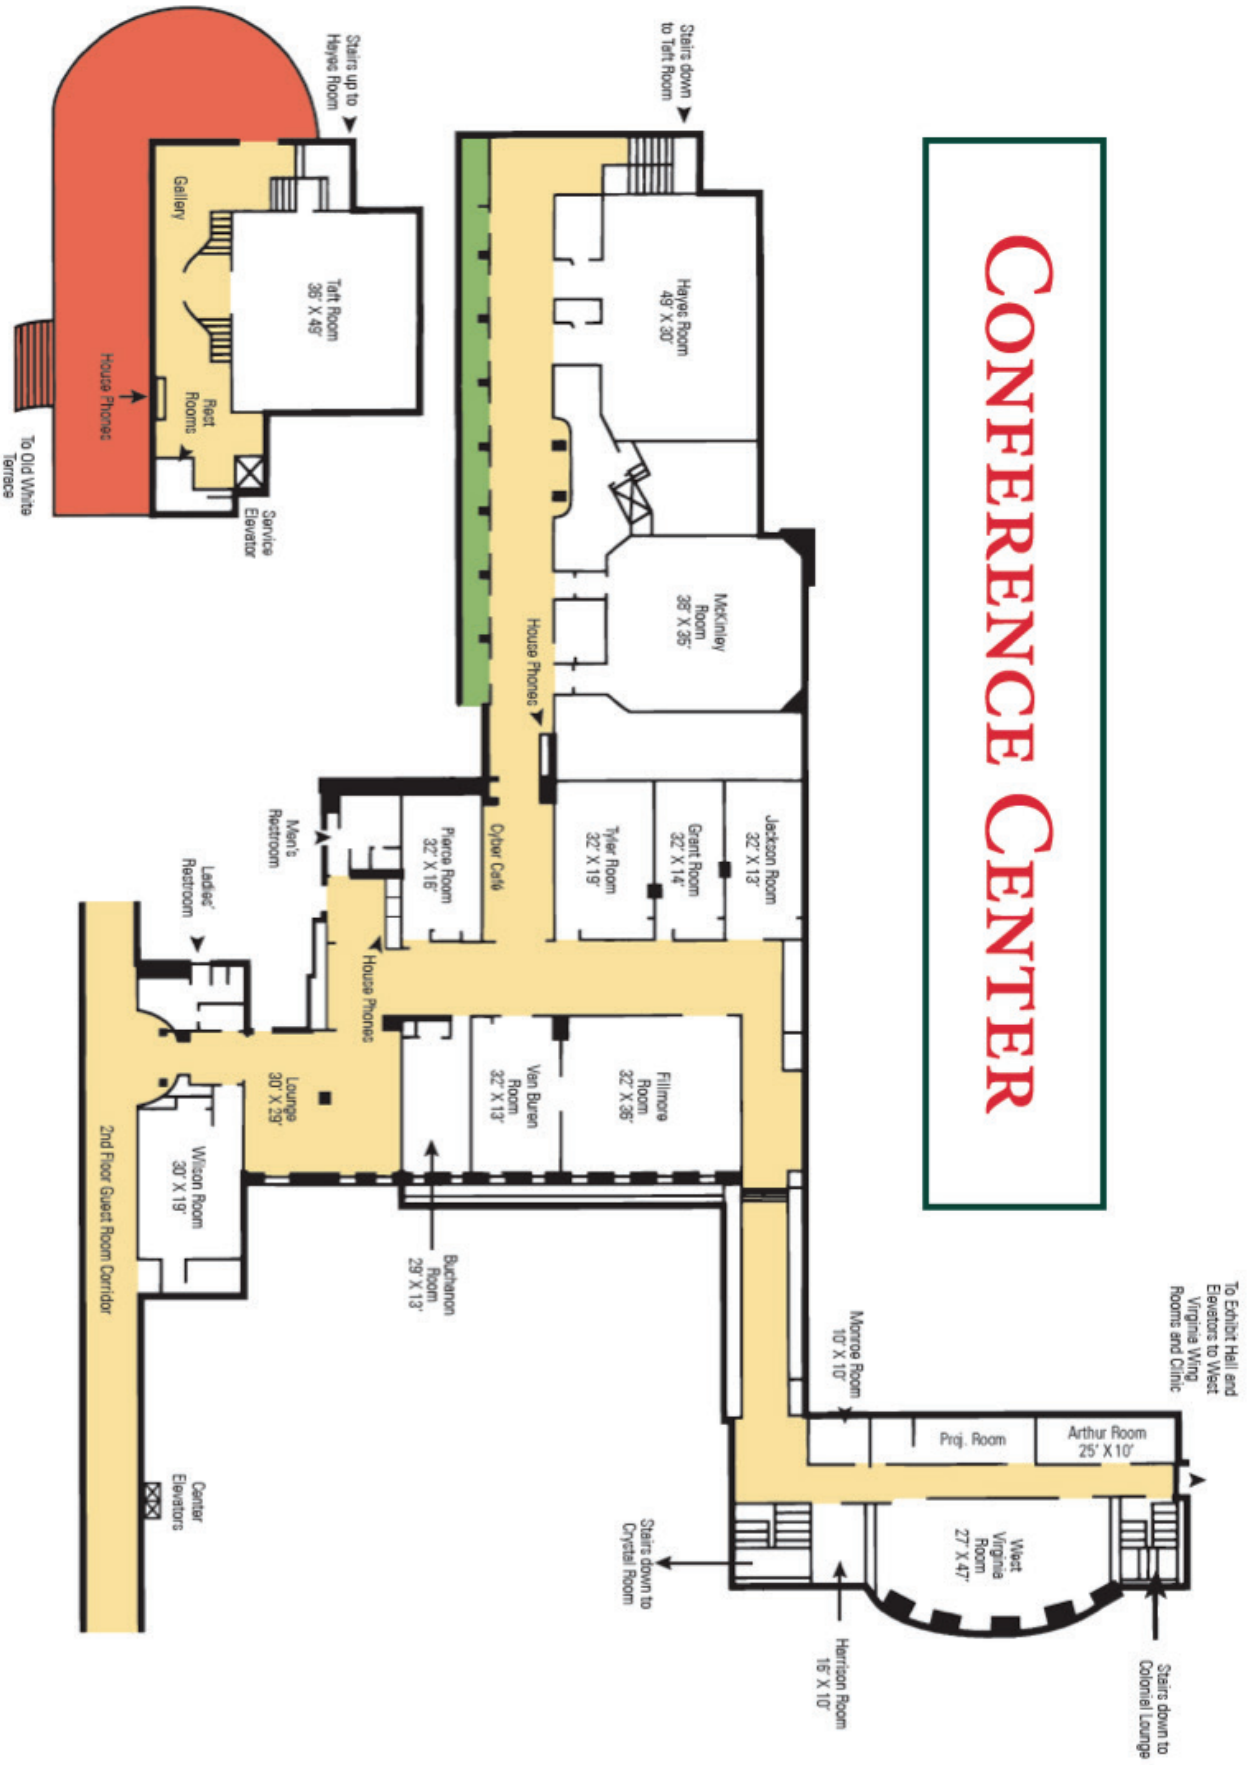 CONFERENCE CENTER
Stairs down
to Taft Room
Stairs up to
Hayes Room
Hayes Room
49' X 30'
McKinley
Room
38' X 35'
House Phones
Jackson Room
32' X 13'
Grant Room
32' X 14'
Tyler Room
32' X 19'
Cyber Café
Pierce Room
32' X 16'
Men's
Restroom
Ladies'
Restroom
House Phones
Fillmore
Room
32' X 36'
Van Buren
Room
32' X 13'
Buchanon
Room
29' X 13'
Lounge
30' X 29'
Wilson Room
30' X 19'
2nd Floor Guest Room Corridor
Center
Elevators
Gallery
Taft Room
36' X 49'
Rest
Rooms
House Phones
Service
Elevator
To Old White
Terrace
To Exhibit Hall and
Elevators to West
Virginia Wing
Rooms and Clinic
Monroe Room
10' X 10'
Proj. Room
Arthur Room
25' X 10'
West
Virginia
Room
27' X 47'
Stairs down to
Crystal Room
Harrison Room
16' X 10'
Stairs down to
Colonial Lounge